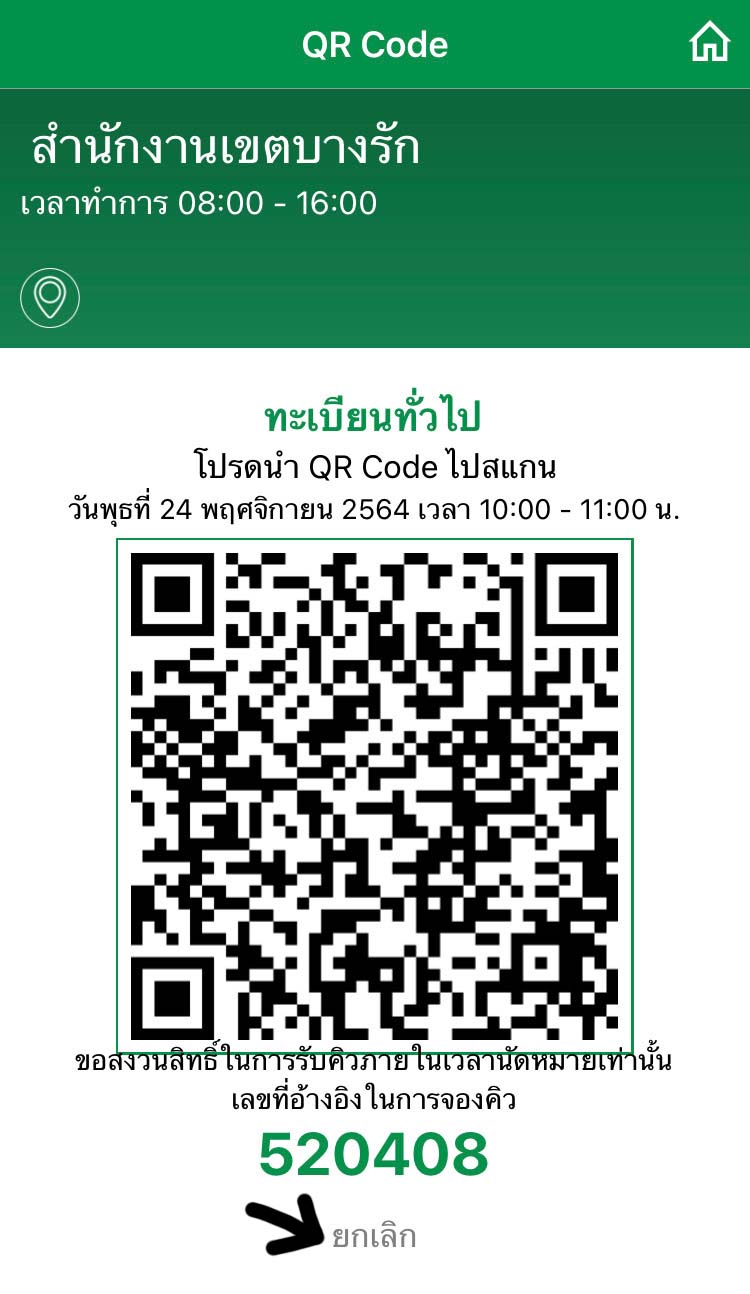 QR Code
สำนักงานเขตบางรัก
เวลาทำการ 08:00 - 16:00
ทะเบียนทั่วไป
โปรดนำ QR Code ไปสแกน
วันพุธที่ 24 พฤศจิกายน 2564 เวลา 10:00 - 11:00 น.
ขอสงวนสิทธิ์ในการรับคิวภายในเวลานัดหมายเท่านั้น
เลขที่อ้างอิงในการจองคิว
520408
ยกเลิก